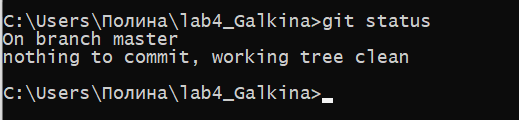 C:\Users\Полина\lab4_Galkina>git status
On branch master
nothing to commit, working tree clean
C:\Users\Полина\lab4_Galkina>